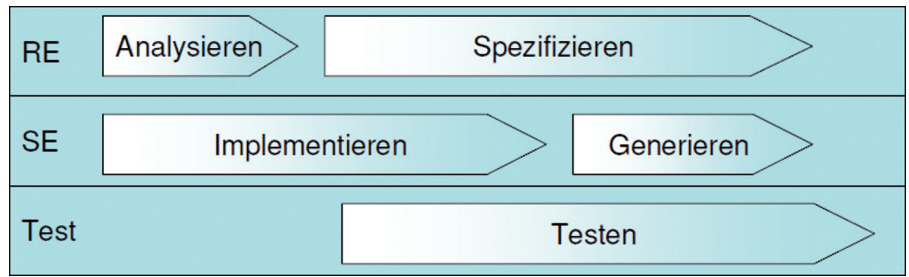 RE Analysieren Spezifizieren
SE Implementieren Generieren
Test Testen